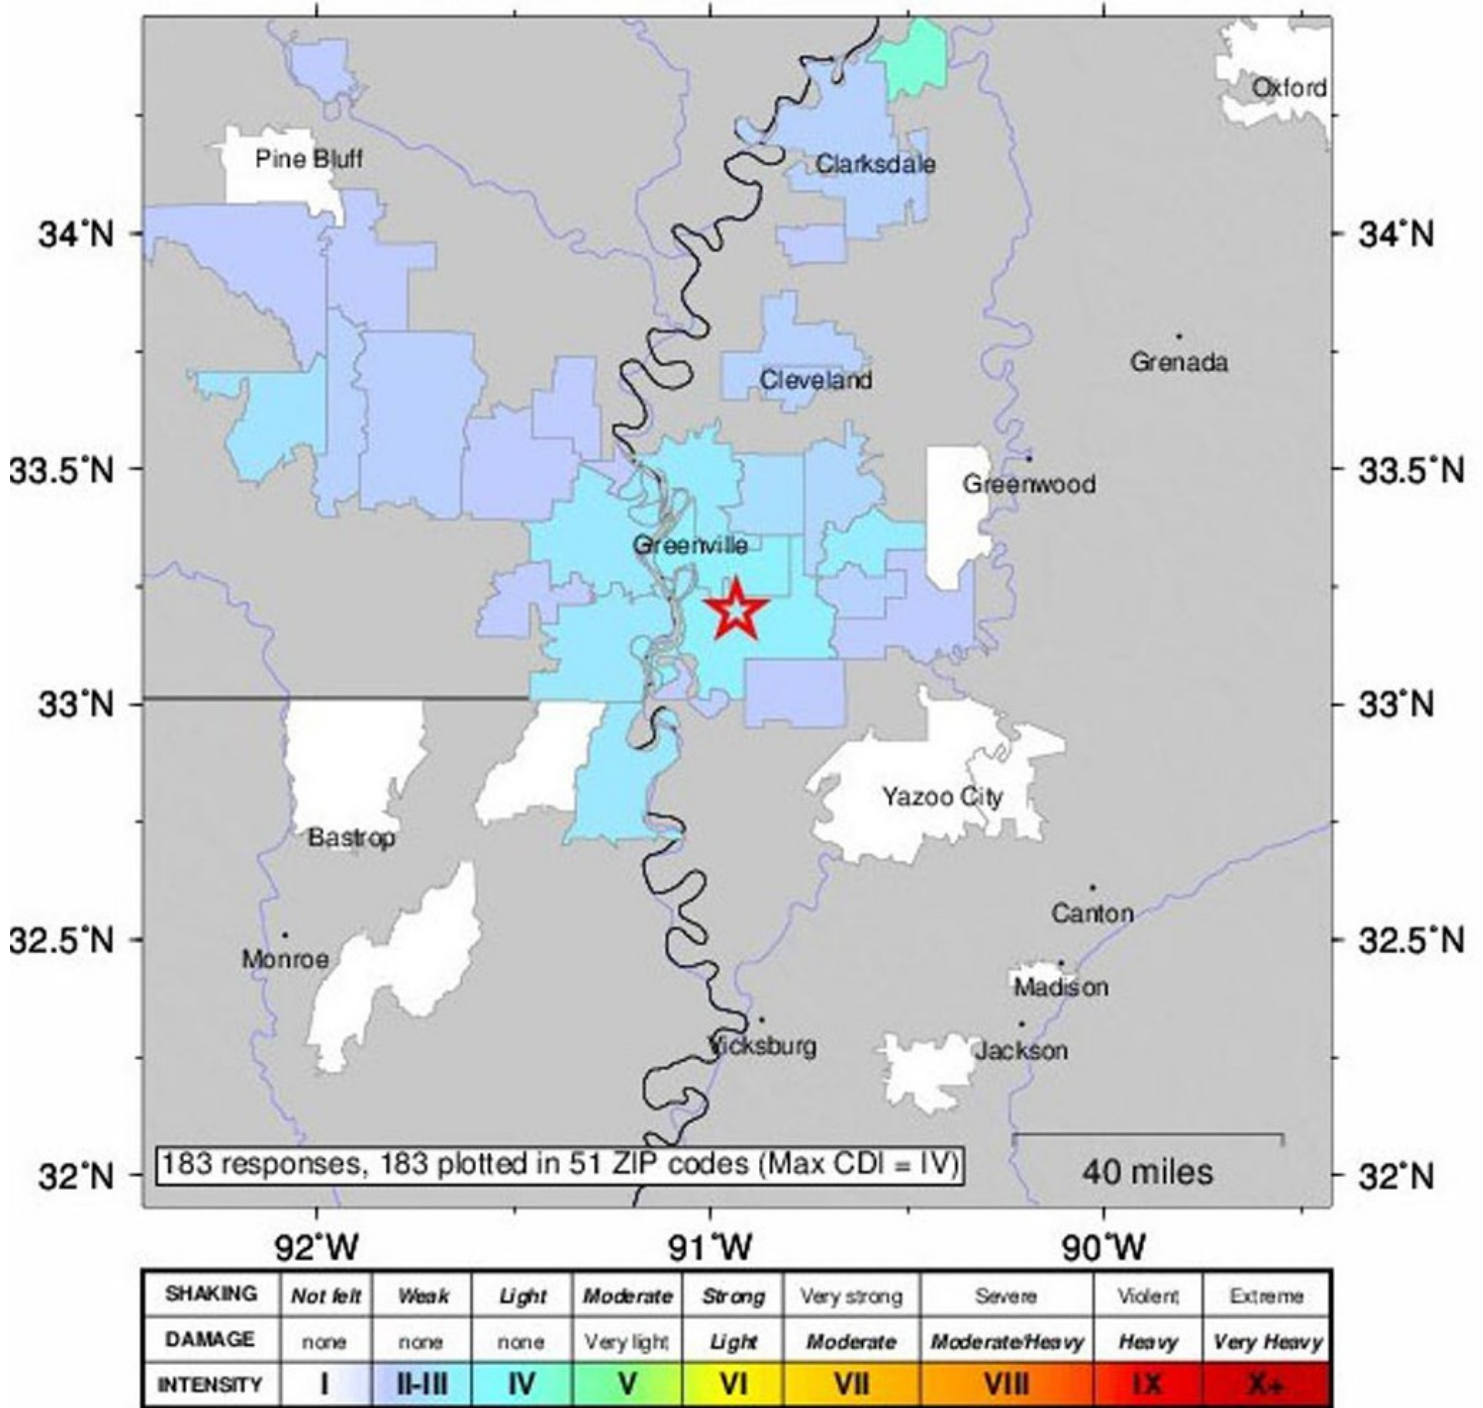 Oxford
Pine Bluff
Clarksdale
34°N 34°N
Grenada
Cleveland
33.5°N 33.5°N
Greenwood
Greenville
33°N 33°N
Yazoo City
Bastrop
Canton
32.5°N 32.5°N
Monroe
Madison
Vicksburg Jackson
183 responses, 183 plotted in 51 ZIP codes (Max CDI = IV)
40 miles
32°N 32°N
92°W 91°W 90°W
SHAKING Not felt Weak Light Moderate Strong Very strong Severe Violent Extreme
DAMAGE none none none Very light Light Moderate Moderate/Heavy Heavy Very Heavy
INTENSITY I II-III IV V VI VII VIII IX X+